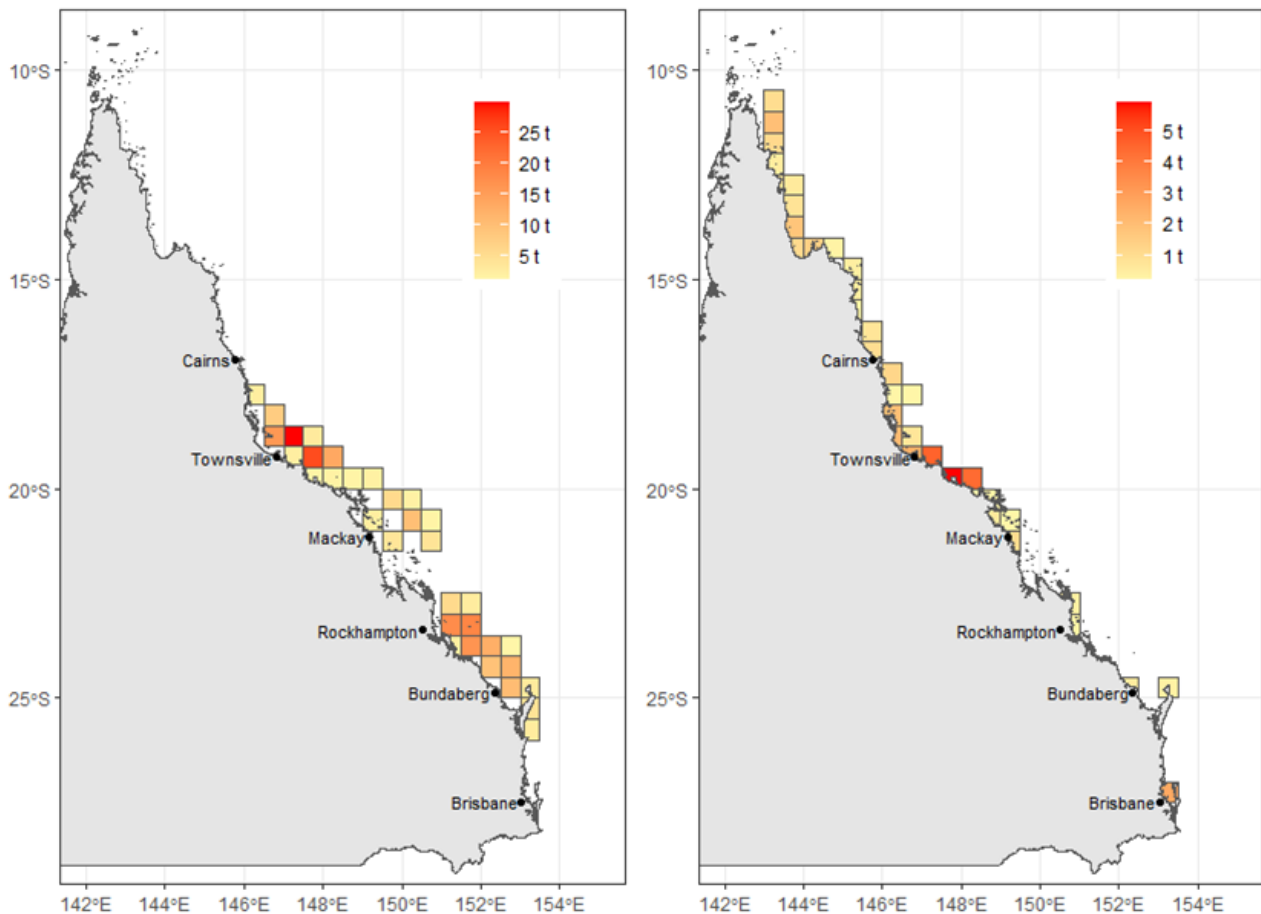 10°S
15°S
20°S
25°S
142°E 144°E 146°E 148°E 150°E 152°E 154°E
25 t
20 t
15 t
10 t
5 t
Cairns
Townsville
Mackay
Rockhampton
Bundaberg
Brisbane
10°S
15°S
20°S
25°S
142°E 144°E 146°E 148°E 150°E 152°E 154°E
5 t
4 t
3 t
2 t
1 t
Cairns
Townsville
Mackay
Rockhampton
Bundaberg
Brisbane